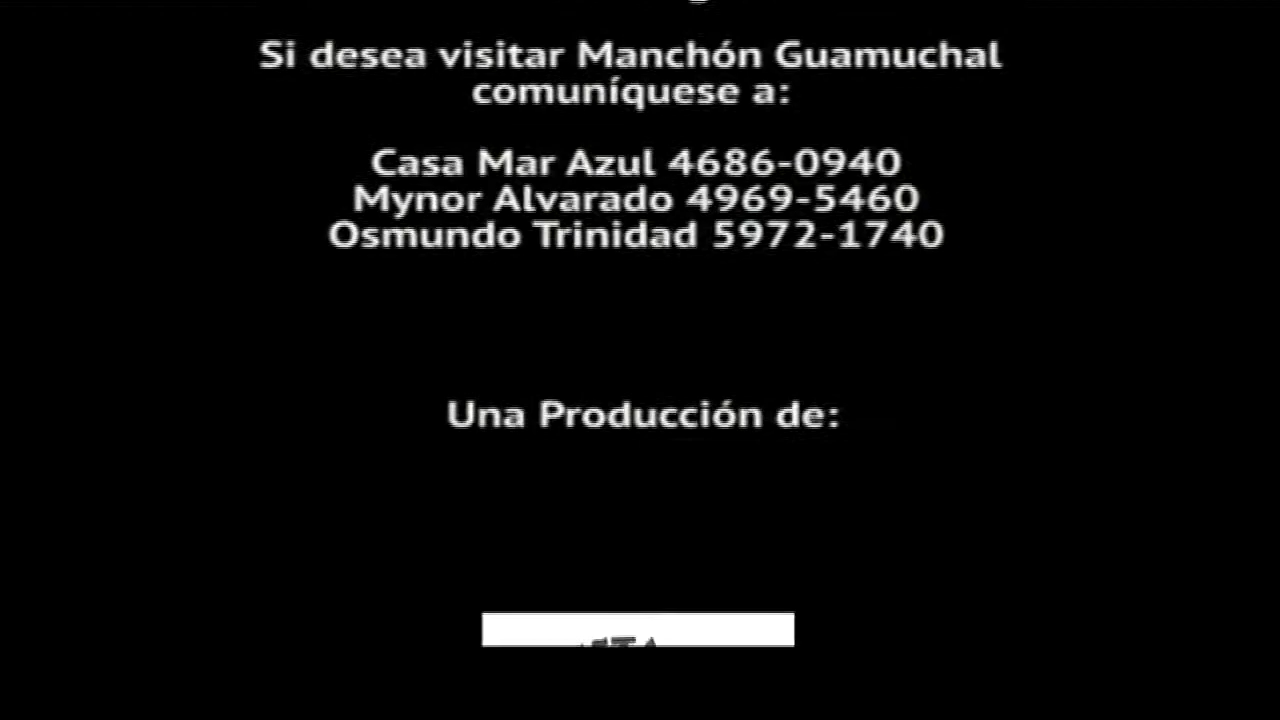 Si desea visitar Manchón Guamuchal
comuníquese a:
Casa Mar Azul 4686-0940
Mynor Alvarado 4969-5460
Osmundo Trinidad 5972-1740
Una Producción de: